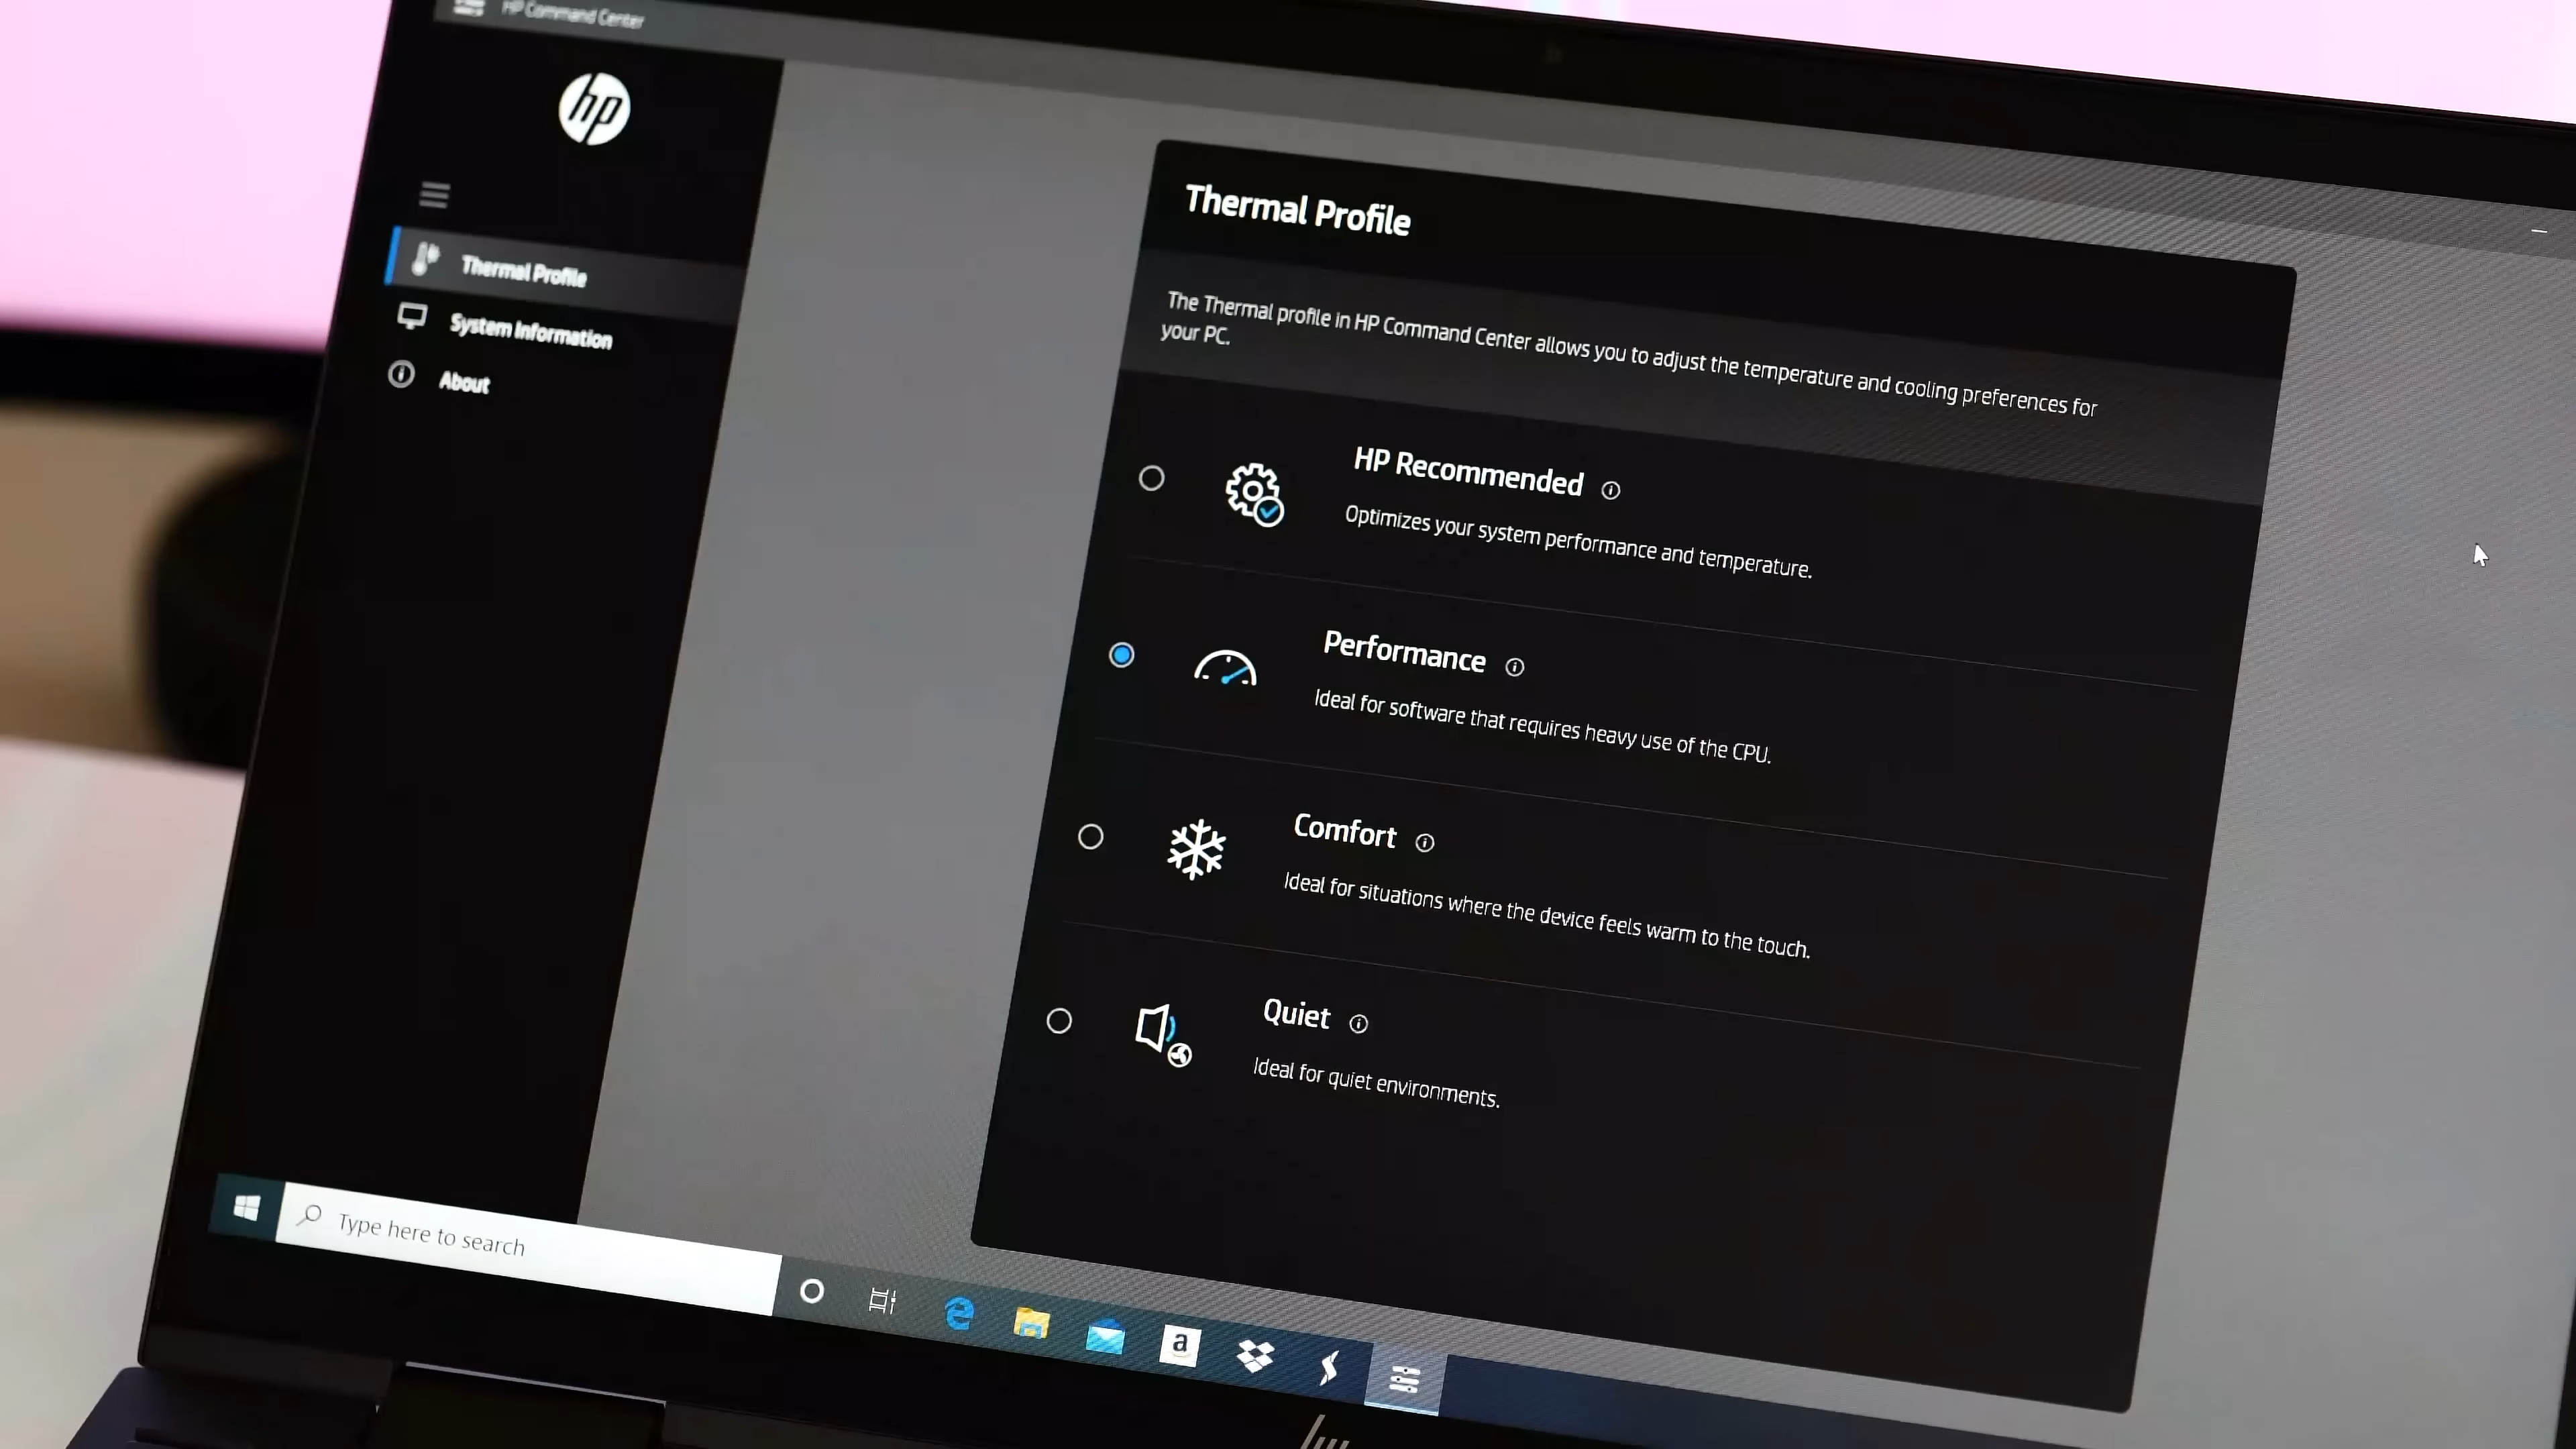 HP Command Center
hp
Thermal Profile
System Information
About
Thermal Profile
The Thermal profile in HP Command Center allows you to adjust the temperature and cooling preferences for
your PC.
HP Recommended
Optimizes your system performance and temperature.
Performance
Ideal for software that requires heavy use of the CPU.
Comfort
Ideal for situations where the device feels warm to the touch.
Quiet
Ideal for quiet environments.
Type here to search
a